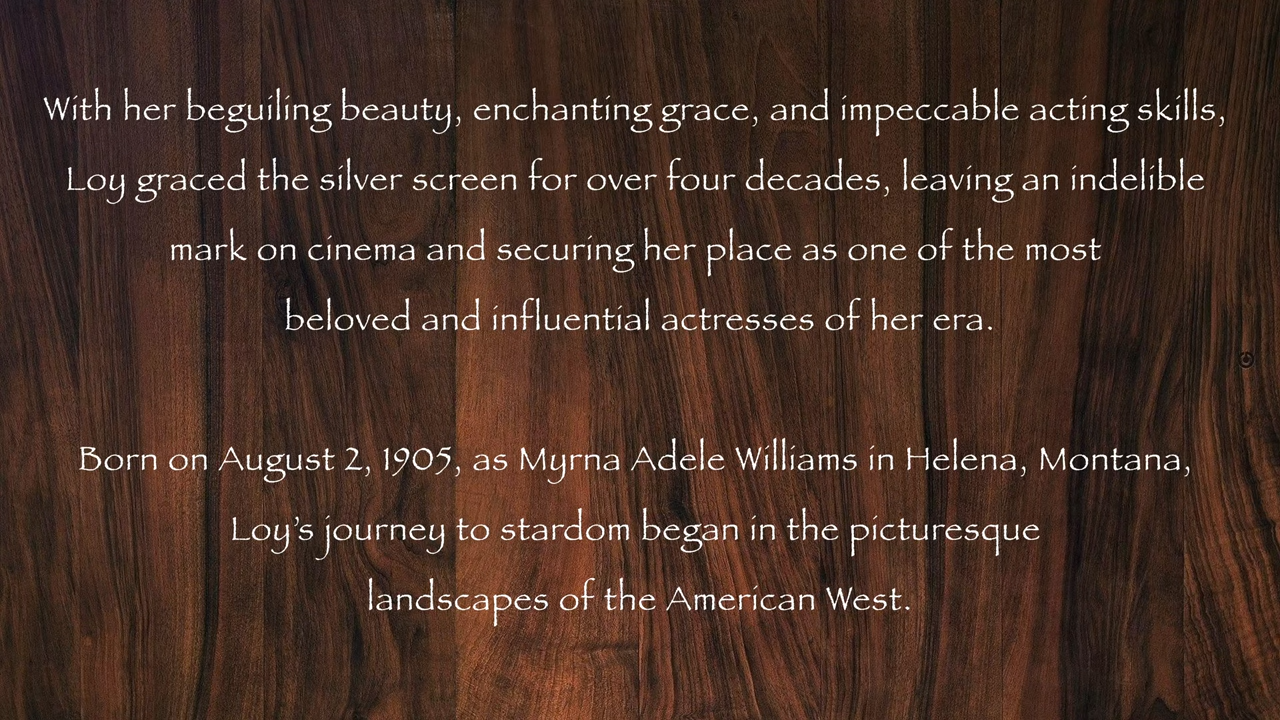 With her beguiling beauty, enchanting grace, and impeccable acting skills,
Loy graced the silver screen for over four decades, leaving an indelible
mark on cinema and securing her place as one of the most
beloved and influential actresses of her era.
Born on August 2, 1905, as Myrna Adele Williams in Helena, Montana,
Loy's journey to stardom began in the picturesque
landscapes of the American West.